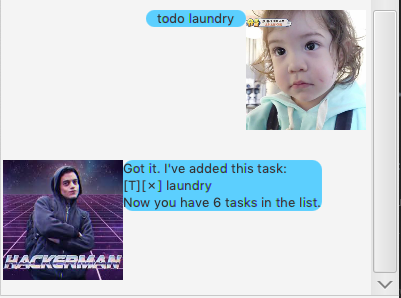 todo laundry
Got it. I've added this task:
[T][×] laundry
Now you have 6 tasks in the list.
HACKERMAN